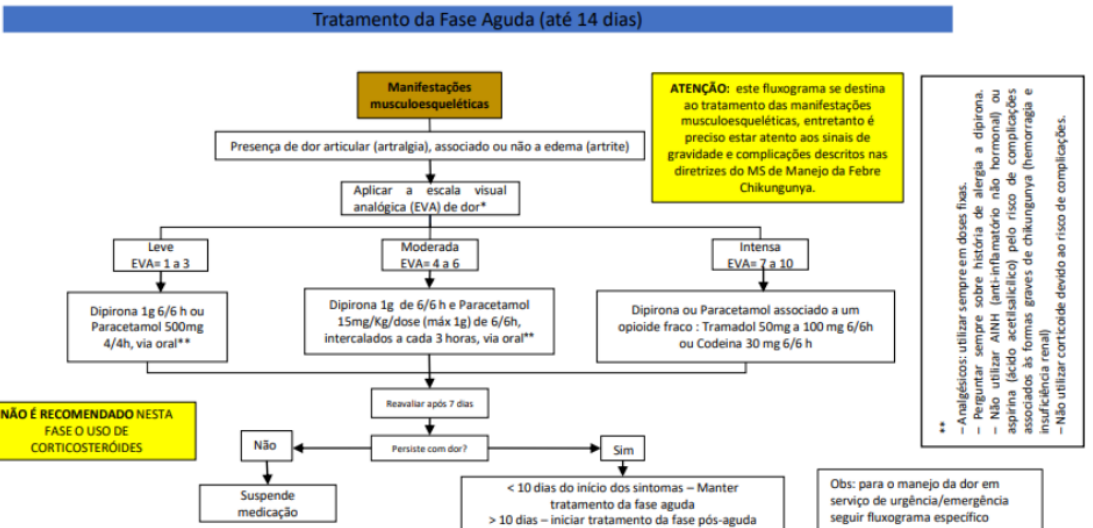 Tratamento da Fase Aguda (até 14 dias)
Manifestações
musculoesqueléticas
ATENÇÃO: este fluxograma se destina
ao tratamento das manifestações
musculoesqueléticas, entretanto é
preciso estar atento aos sinais de
gravidade e complicações descritos nas
diretrizes do MS de Manejo da Febre
Chikungunya.
Presença de dor articular (artralgia), associado ou não a edema (artrite)
Aplicar a escala visual
analógica (EVA) de dor*
Leve
EVA= 1 a 3
Moderada
EVA= 4 a 6
Intensa
EVA= 7 a 10
Dipirona 1g 6/6 h ou
Paracetamol 500mg
4/4h, via oral**
Dipirona 1g de 6/6 h e Paracetamol
15mg/Kg/dose (máx 1g) de 6/6h,
intercalados a cada 3 horas, via oral**
Dipirona ou Paracetamol associado a um
opioide fraco : Tramadol 50mg a 100 mg 6/6h
ou Codeina 30 mg 6/6 h
Reavaliar após 7 dias
NÃO É RECOMENDADO NESTA
FASE O USO DE
CORTICOSTERÓIDES
Persiste com dor?
Não
Sim
Suspende
medicação
< 10 dias do início dos sintomas – Manter
tratamento da fase aguda
> 10 dias – iniciar tratamento da fase pós-aguda
Obs: para o manejo da dor em
serviço de urgência/emergência
seguir fluxograma específico
**
– Analgésicos: utilizar sempre em doses fixas.
– Perguntar sempre sobre história de alergia a dipirona.
– Não utilizar AINH (anti-inflamatório não hormonal) ou
aspirina (ácido acetilsalicílico) pelo risco de complicações
associados às formas graves de chikungunya (hemorragia e
insuficiência renal)
– Não utilizar corticoide devido ao risco de complicações.